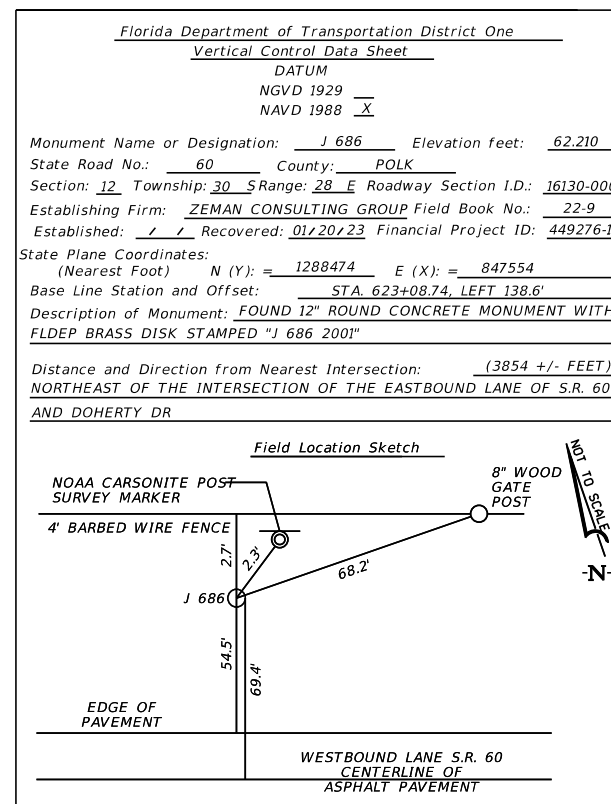 Florida Department of Transportation District One
Vertical Control Data Sheet
DATUM
NGVD 1929
NAVD 1988 X
Monument Name or Designation: J 686 Elevation feet: 62.210
State Road No.: 60 County: POLK
Section: 12 Township: 30 S Range: 28 E Roadway Section I.D.: 16130-000
Establishing Firm: ZEMAN CONSULTING GROUP Field Book No.: 22-9
Established: / / Recovered: 01/20/23 Financial Project ID: 449276-1
State Plane Coordinates:
(Nearest Foot) N (Y): = 1288474 E (X): = 847554
Base Line Station and Offset: STA. 623+08.74, LEFT 138.6'
Description of Monument: FOUND 12" ROUND CONCRETE MONUMENT WITH
FLDEP BRASS DISK STAMPED "J 686 2001"
Distance and Direction from Nearest Intersection: (3854 +/- FEET)
NORTHEAST OF THE INTERSECTION OF THE EASTBOUND LANE OF S.R. 60
AND DOHERTY DR
Field Location Sketch
NOAA CARSONITE POST
SURVEY MARKER
8" WOOD
GATE
POST
NOT TO SCALE
-N-
4' BARBED WIRE FENCE
2.7'
2.3'
68.2'
J 686
54.5'
69.4'
EDGE OF
PAVEMENT
WESTBOUND LANE S.R. 60
CENTERLINE OF
ASPHALT PAVEMENT